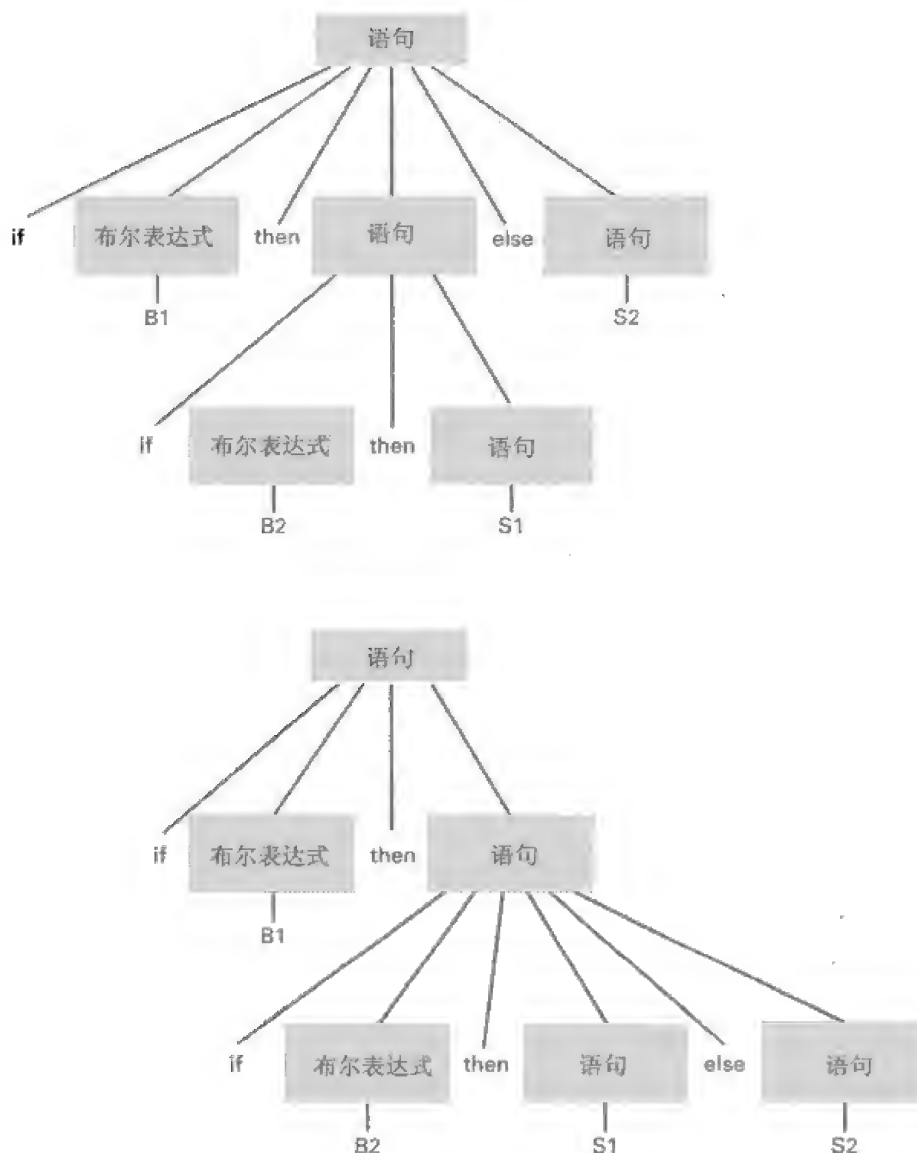 语句
if 布尔表达式 then 语句 else 语句
B1 S2
if 布尔表达式 then 语句
B2 S1
语句
if 布尔表达式 then 语句
B1
if 布尔表达式 then 语句 else 语句
B2 S1 S2